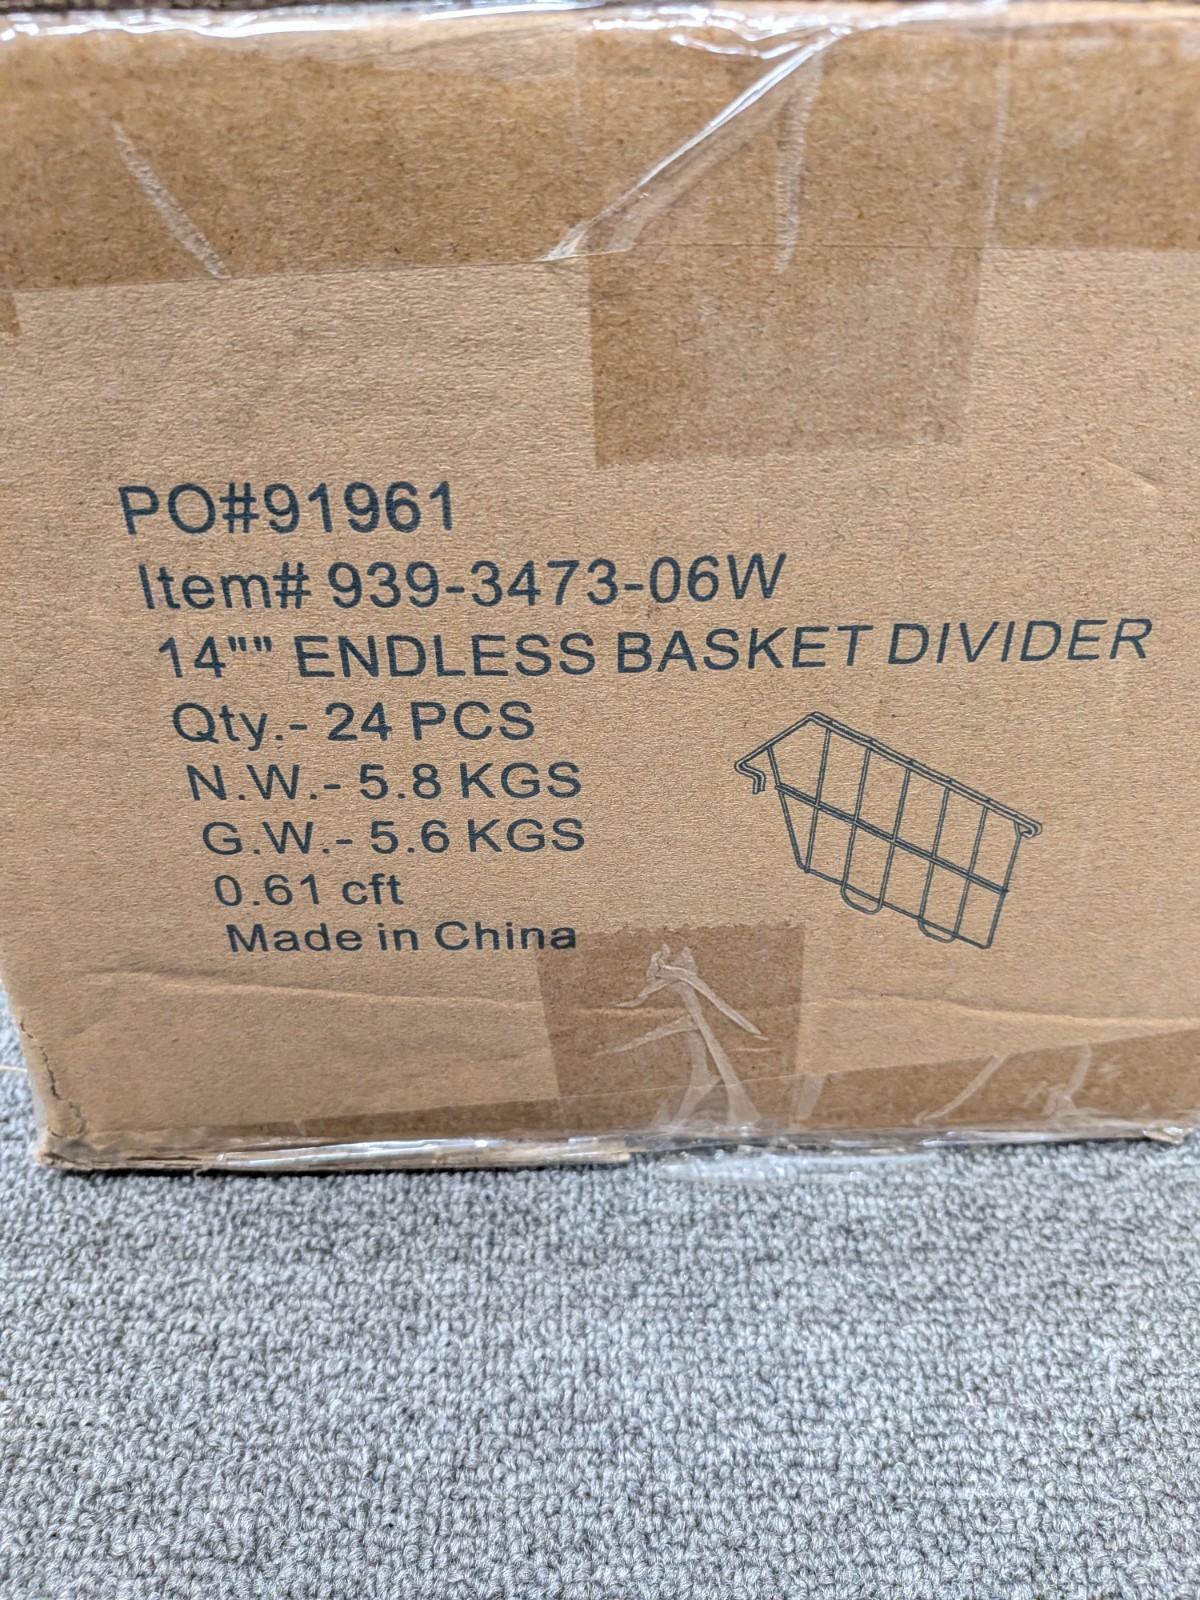 PO#91961
Item# 939-3473-06W
14"" ENDLESS BASKET DIVIDER
Qty.- 24 PCS
N.W.- 5.8 KGS
G.W.- 5.6 KGS
0.61 cft
Made in China